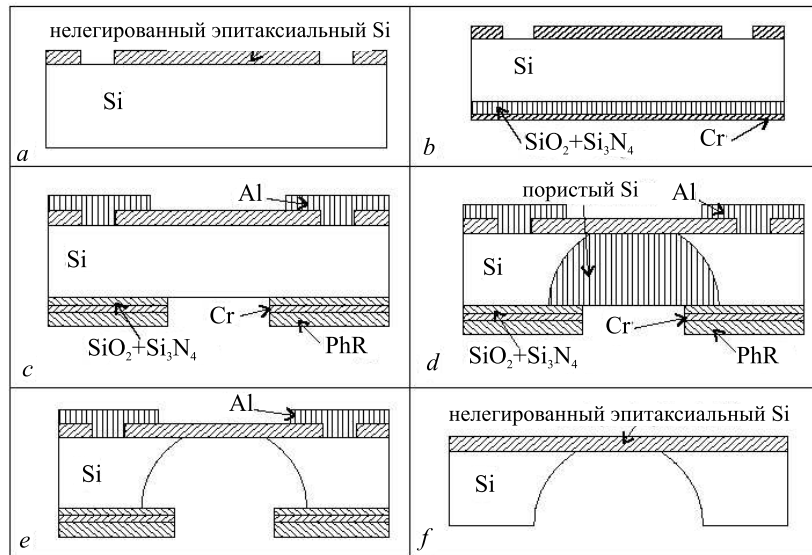 нелегированный эпитаксиальный Si
Si
a
Si
SiO2+Si3N4
Cr
b
Al
Si
Cr
SiO2+Si3N4
PhR
c
пористый Si
Al
Si
Cr
SiO2+Si3N4
PhR
d
Al
Si
e
нелегированный эпитаксиальный Si
Si
f